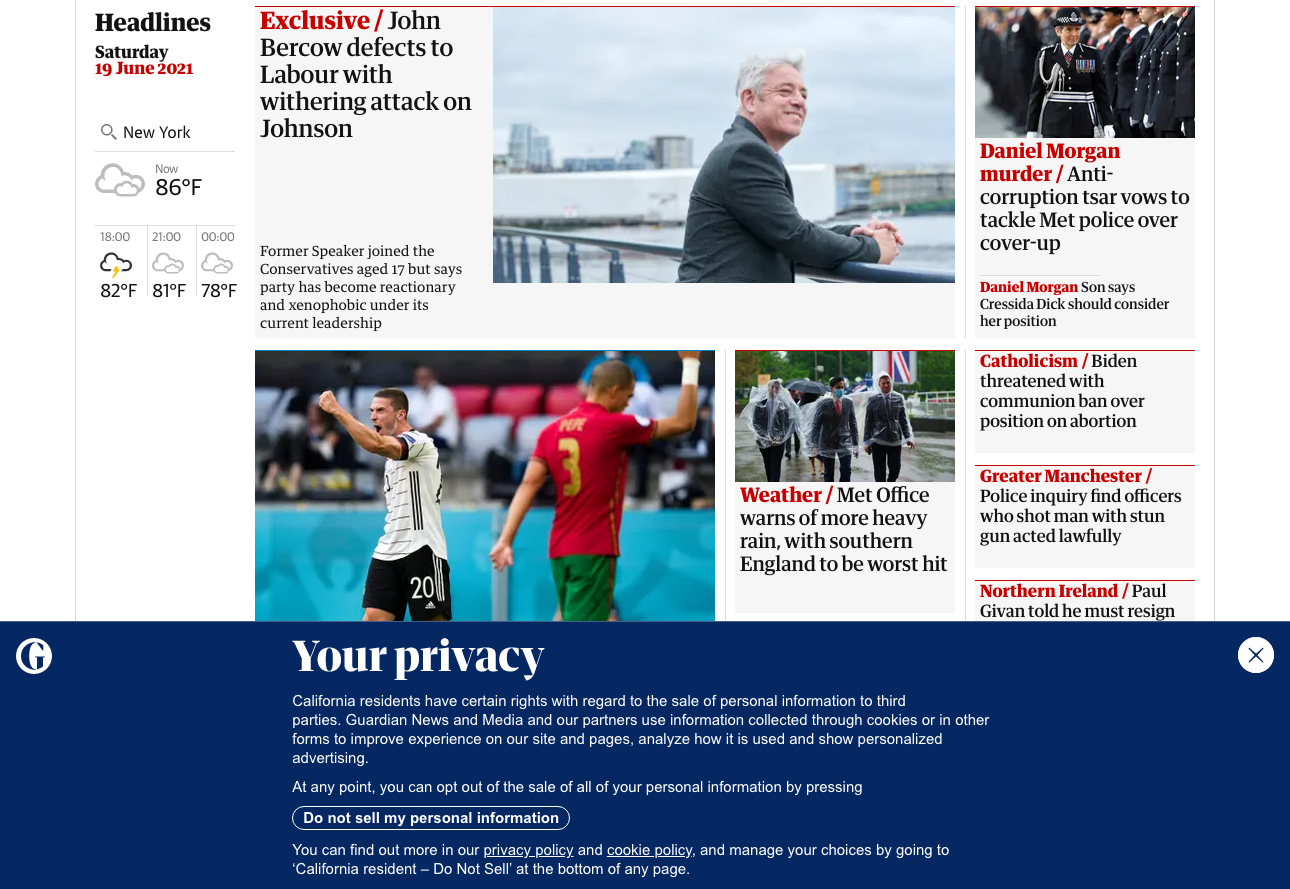 Headlines
Saturday
19 June 2021
New York
Now
86°F
18:00
21:00
00:00
82°F
81°F
78°F
Exclusive / John
Bercow defects to
Labour with
withering attack on
Johnson
Former Speaker joined the
Conservatives aged 17 but says
party has become reactionary
and xenophobic under its
current leadership
Daniel Morgan
murder / Anti-
corruption tsar vows to
tackle Met police over
cover-up
Daniel Morgan Son says
Cressida Dick should consider
her position
PEPE
3
20
Weather / Met Office
warns of more heavy
rain, with southern
England to be worst hit
Catholicism / Biden
threatened with
communion ban over
position on abortion
Greater Manchester /
Police inquiry find officers
who shot man with stun
gun acted lawfully
Northern Ireland / Paul
Givan told he must resign
Your privacy
California residents have certain rights with regard to the sale of personal information to third
parties. Guardian News and Media and our partners use information collected through cookies or in other
forms to improve experience on our site and pages, analyze how it is used and show personalized
advertising.
At any point, you can opt out of the sale of all of your personal information by pressing
Do not sell my personal information
You can find out more in our privacy policy and cookie policy, and manage your choices by going to
‘California resident – Do Not Sell’ at the bottom of any page.